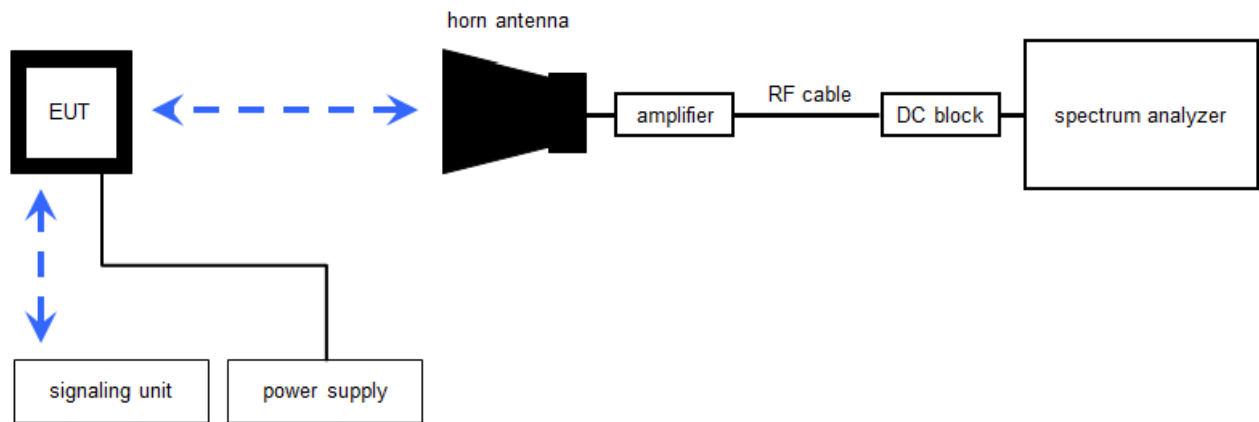 horn antenna
EUT
amplifier
RF cable
DC block
spectrum analyzer
signaling unit
power supply